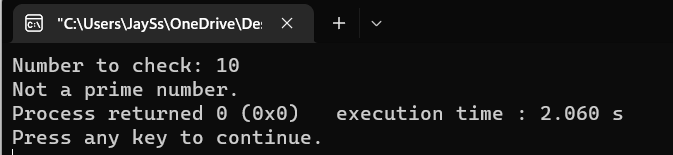 "C:\Users\JaySs\OneDrive\De
Number to check: 10
Not a prime number.
Process returned 0 (0x0)   execution time : 2.060 s
Press any key to continue.